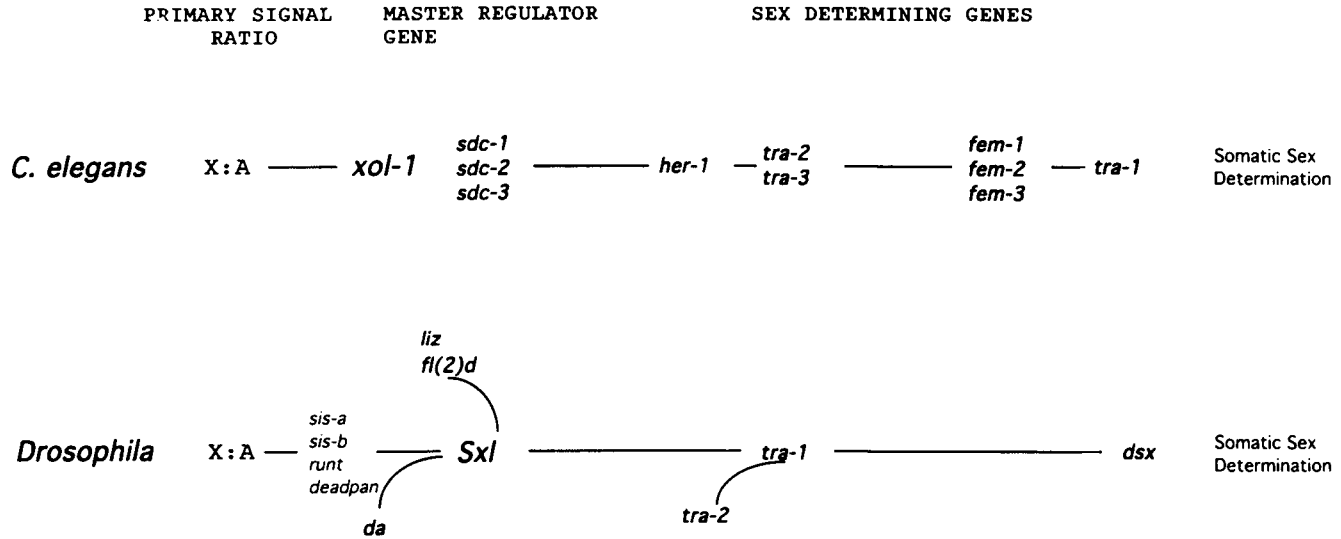 PRIMARY SIGNAL
RATIO
MASTER REGULATOR
GENE
SEX DETERMINING GENES
C. elegans
X:A
xol-1
sdc-1
sdc-2
sdc-3
her-1
tra-2
tra-3
fem-1
fem-2
fem-3
tra-1
Somatic Sex
Determination
liz
fl(2)d
Drosophila
X:A
sis-a
sis-b
runt
deadpan
da
Sxl
tra-1
tra-2
dsx
Somatic Sex
Determination